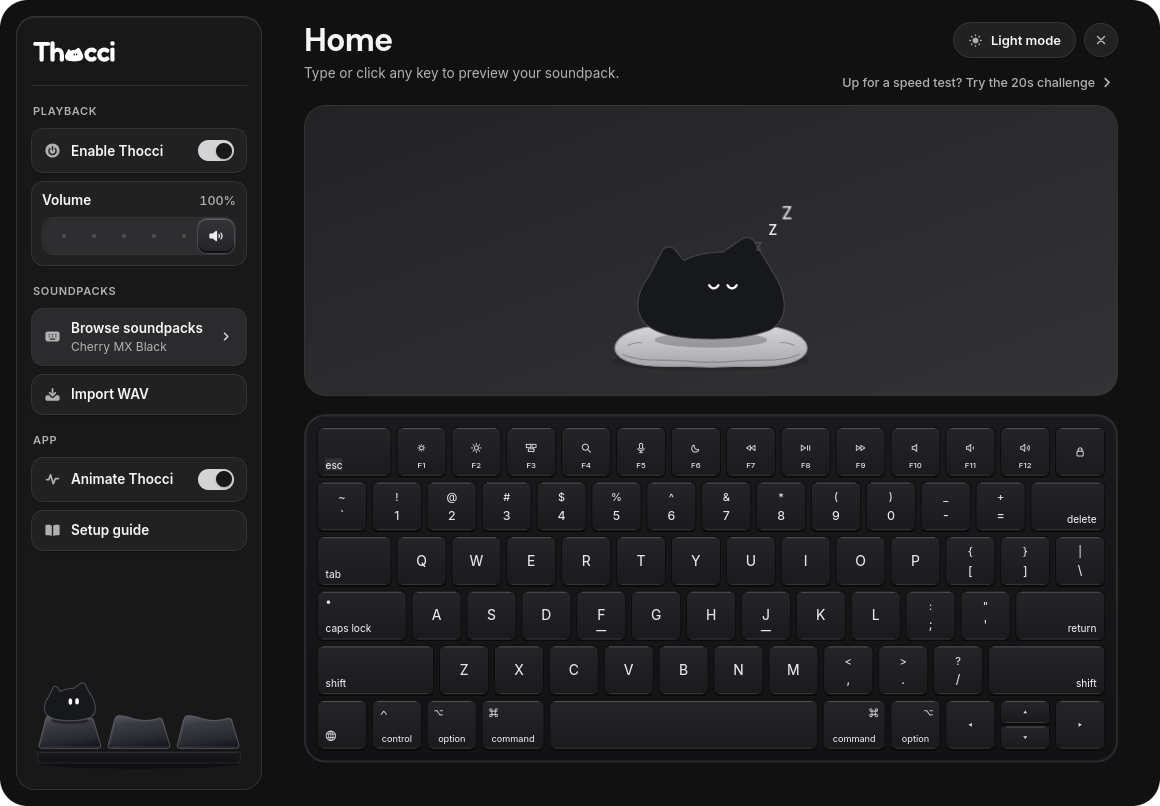 Thocci
PLAYBACK
Enable Thocci
Volume 100%
SOUNDPACKS
Browse soundpacks
Cherry MX Black
Import WAV
APP
Animate Thocci
Setup guide
Home
Type or click any key to preview your soundpack.
Light mode
Up for a speed test? Try the 20s challenge
z
z
z
esc F1 F2 F3 F4 F5 F6 F7 F8 F9 F10 F11 F12
~ ! @ # $ % ^ & * ( ) _ +
` 1 2 3 4 5 6 7 8 9 0 - = delete
tab Q W E R T Y U I O P { } |
[ ] \
caps lock A S D F G H J K L : " return
; '
shift Z X C V B N M < > ? shift
, . /
⌃ ⌥ ⌘ ⌘ ⌥
control option command command option